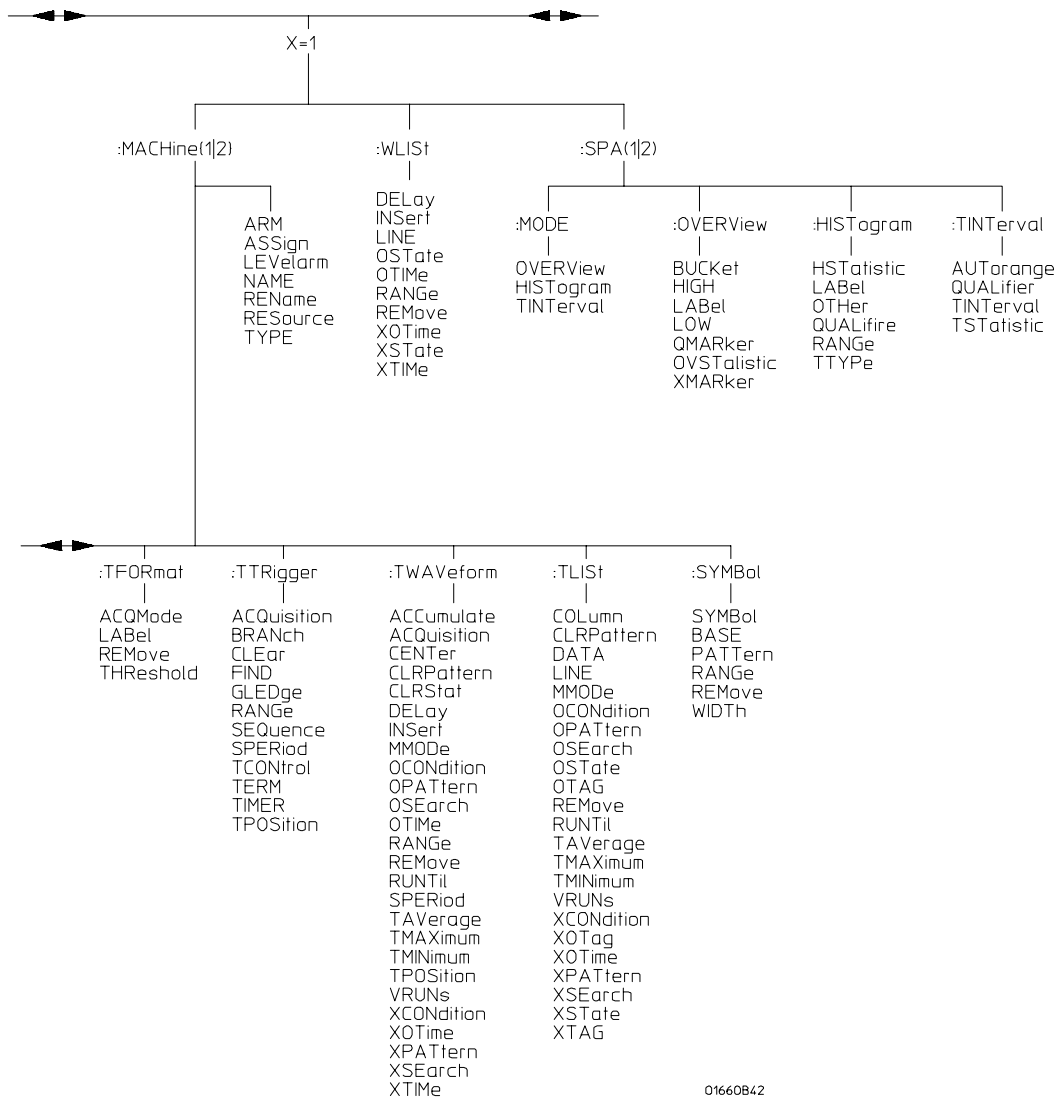 X=1
:MACHine(1|2)
:WLISt
:SPA(1|2)
ARM
ASSign
LEVelarm
NAME
REName
RESource
TYPE
DELay
INSert
LINE
OSTate
OTIMe
RANGe
REMove
XOTime
XSTate
XTIMe
:MODE
OVERView
HISTogram
TINTerval
:OVERView
BUCKet
HIGH
LABel
LOW
QMARker
OVSTalistic
XMARker
:HISTogram
HSTatistic
LABel
OTHer
QUALifire
RANGe
TTYPe
:TINTerval
AUTorange
QUALifier
TINTerval
TSTatistic
:TFORmat
ACQMode
LABel
REMove
THReshold
:TTRigger
ACQuisition
BRANch
CLEar
FIND
GLEDge
RANGe
SEQuence
SPERiod
TCONtrol
TERM
TIMER
TPOSition
:TWAVeform
ACCumulate
ACQuisition
CENTer
CLRPattern
CLRStat
DELay
INSert
MMODe
OCONdition
OPATtern
OSEarch
OTIMe
RANGe
REMove
RUNTil
SPERiod
TAVerage
TMAXimum
TMINimum
TPOSition
VRUNs
XCONdition
XOTime
XPATtern
XSEarch
XTIMe
:TLISt
COLumn
CLRPattern
DATA
LINE
MMODe
OCONdition
OPATtern
OSEarch
OSTate
OTAG
REMove
RUNTil
TAVerage
TMAXimum
TMINimum
VRUNs
XCONdition
XOTag
XOTime
XPATtern
XSEarch
XSTate
XTAG
:SYMBol
SYMBol
BASE
PATTern
RANGe
REMove
WIDTh
01660B42